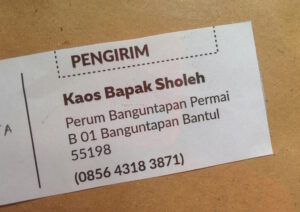 PENGIRIM
Kaos Bapak Sholeh
Perum Banguntapan Permai
B 01 Banguntapan Bantul
55198
(0856 4318 3871)